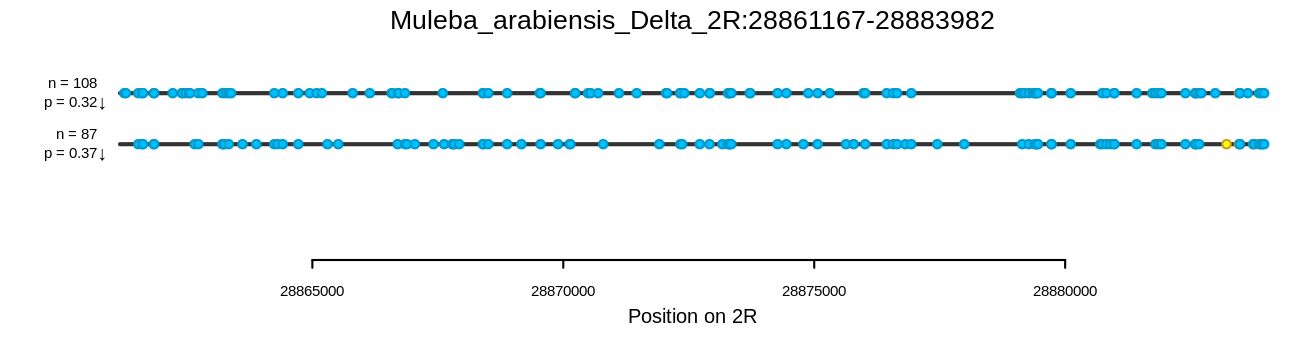 Muleba_arabiensis_Delta_2R:28861167-28883982
n = 108
p = 0.32↓
n = 87
p = 0.37↓
28865000 28870000 28875000 28880000
Position on 2R